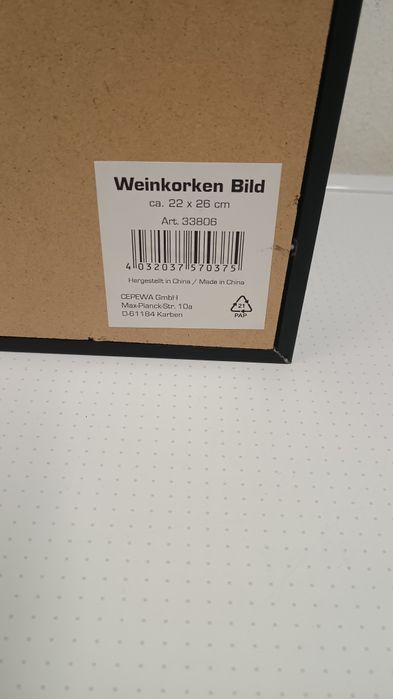 Weinkorken Bild
ca. 22 x 26 cm
Art. 33806
4 032037 570375
Hergestellt in China / Made in China
CEPEWA GmbH
Max-Planck-Str. 10a
D-61184 Karben
21
PAP